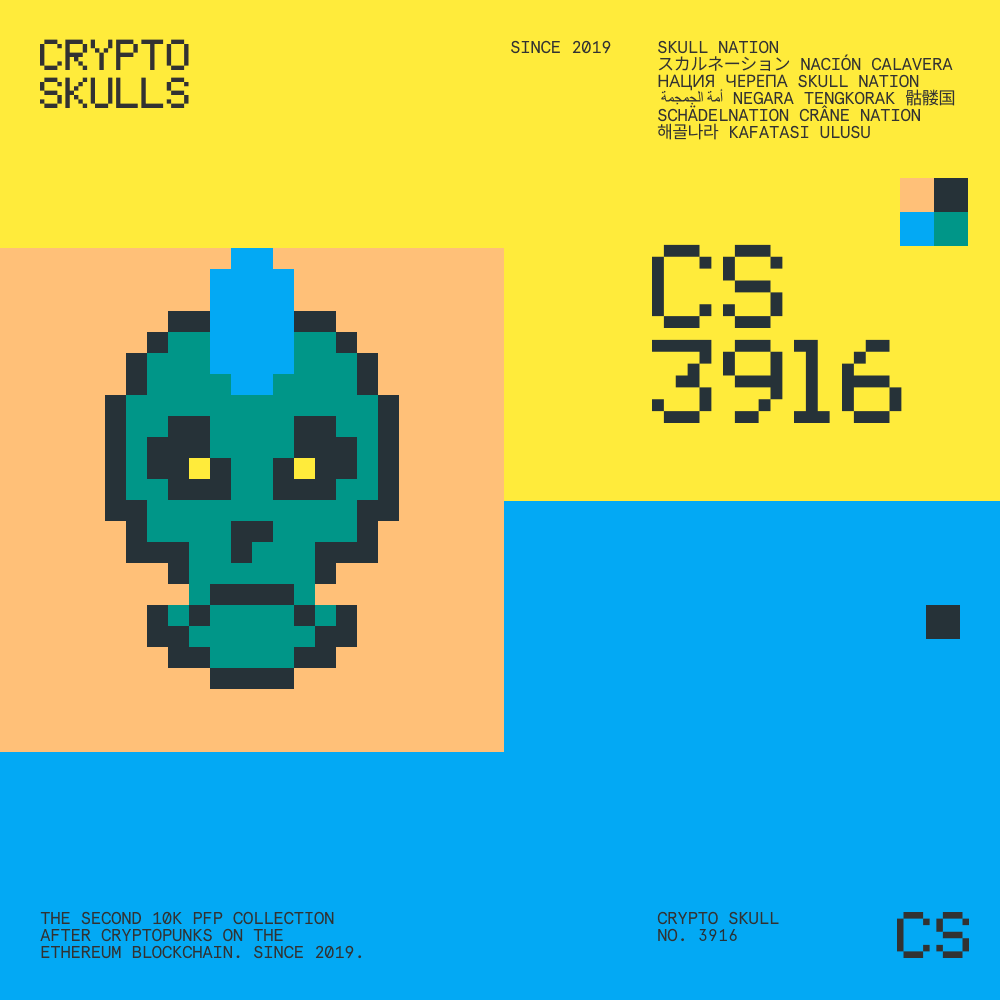 CRYPTO
SKULLS
SINCE 2019
SKULL NATION
スカルネーション NACIÓN CALAVERA
НАЦИЯ ЧЕРЕПА SKULL NATION
أمة الجمجمة NEGARA TENGKORAK 骷髅国
SCHÄDELNATION CRÂNE NATION
해골나라 KAFATASI ULUSU
CS
3916
THE SECOND 10K PFP COLLECTION
AFTER CRYPTOPUNKS ON THE
ETHEREUM BLOCKCHAIN. SINCE 2019.
CRYPTO SKULL
NO. 3916
CS